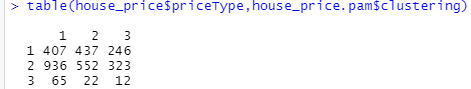 > table(house_price$priceType,house_price.pam$clustering)
1 2 3
1 407 437 246
2 936 552 323
3 65 22 12